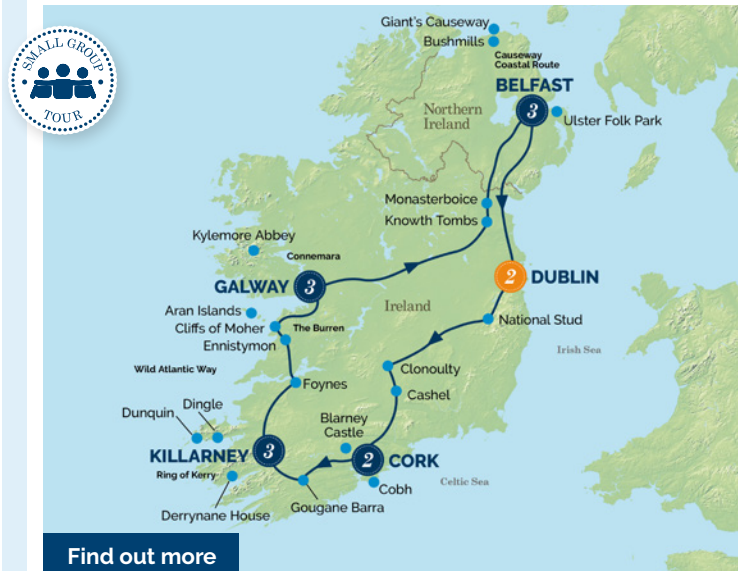 SMALL GROUP
TOUR
Giant's Causeway
Bushmills
Causeway
Coastal Route
BELFAST
3
Ulster Folk Park
Northern
Ireland
Monasterboice
Knowth Tombs
Kylemore Abbey
Connemara
GALWAY
3
2
DUBLIN
Aran Islands
Ireland
Cliffs of Moher
The Burren
National Stud
Ennistymon
Irish Sea
Wild Atlantic Way
Clonoulty
Foynes
Cashel
Dingle
Dunquin
Blarney
Castle
KILLARNEY
3
2
CORK
Ring of Kerry
Celtic Sea
Cobh
Gougane Barra
Derrynane House
Find out more